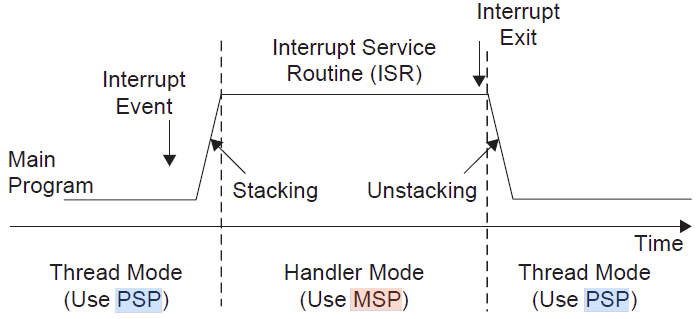 Interrupt
Exit
Interrupt Service
Routine (ISR)
Interrupt
Event
Main
Program
Stacking
Unstacking
Time
Thread Mode
(Use PSP)
Handler Mode
(Use MSP)
Thread Mode
(Use PSP)